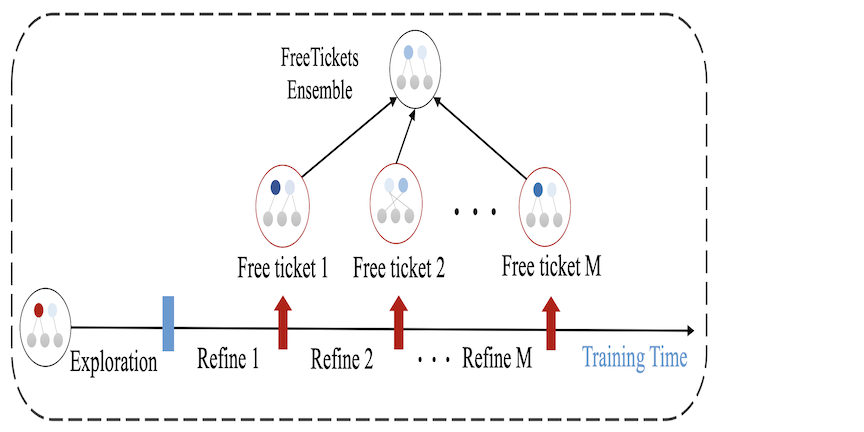 FreeTickets
Ensemble
Free ticket 1
Free ticket 2
. . .
Free ticket M
Exploration
Refine 1
Refine 2
. . .
Refine M
Training Time